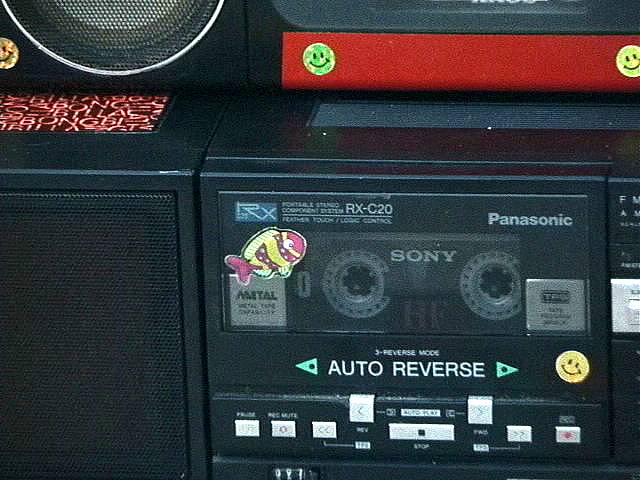 RX
PORTABLE STEREO
COMPONENT SYSTEM RX-C20
FEATHER TOUCH / LOGIC CONTROL
Panasonic
SONY
METAL
METAL TAPE
CAPABILITY
TPS
3-REVERSE MODE
AUTO REVERSE
PAUSE
REC MUTE
AUTO PLAY
REV
STOP
FWD
TPS
F M
A M